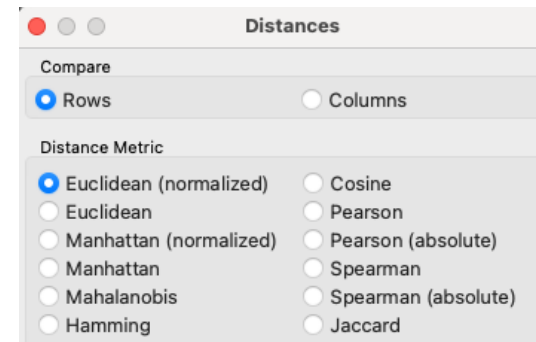 Distances
Compare
Rows Columns
Distance Metric
Euclidean (normalized) Cosine
Euclidean Pearson
Manhattan (normalized) Pearson (absolute)
Manhattan Spearman
Mahalanobis Spearman (absolute)
Hamming Jaccard